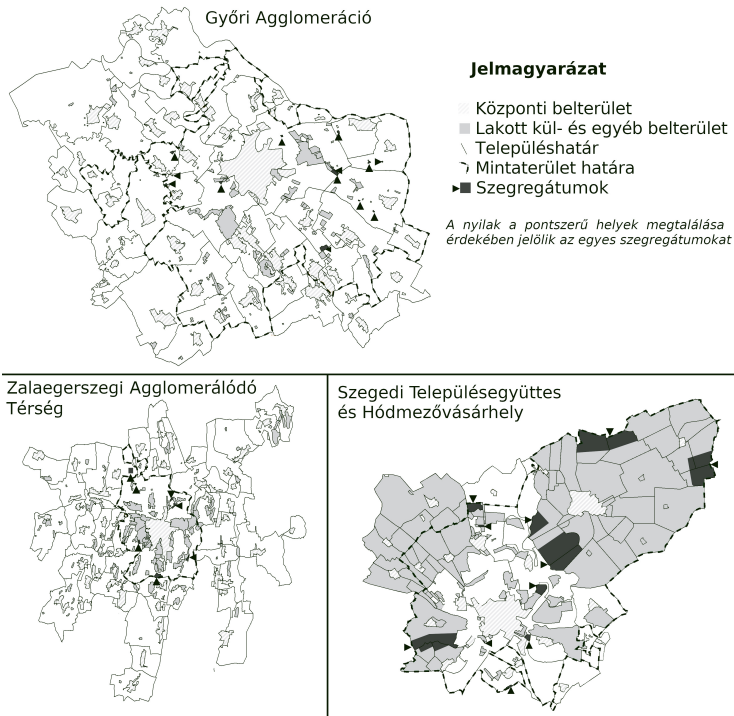 Győri Agglomeráció
Jelmagyarázat
Központi belterület
Lakott kül- és egyéb belterület
Településhatár
Mintaterület határa
Szegregátumok
A nyilak a pontszerű helyek megtalálása
érdekében jelölik az egyes szegregátumokat
Zalaegerszegi Agglomerálódó
Térség
Szegedi Településegyüttes
és Hódmezővásárhely